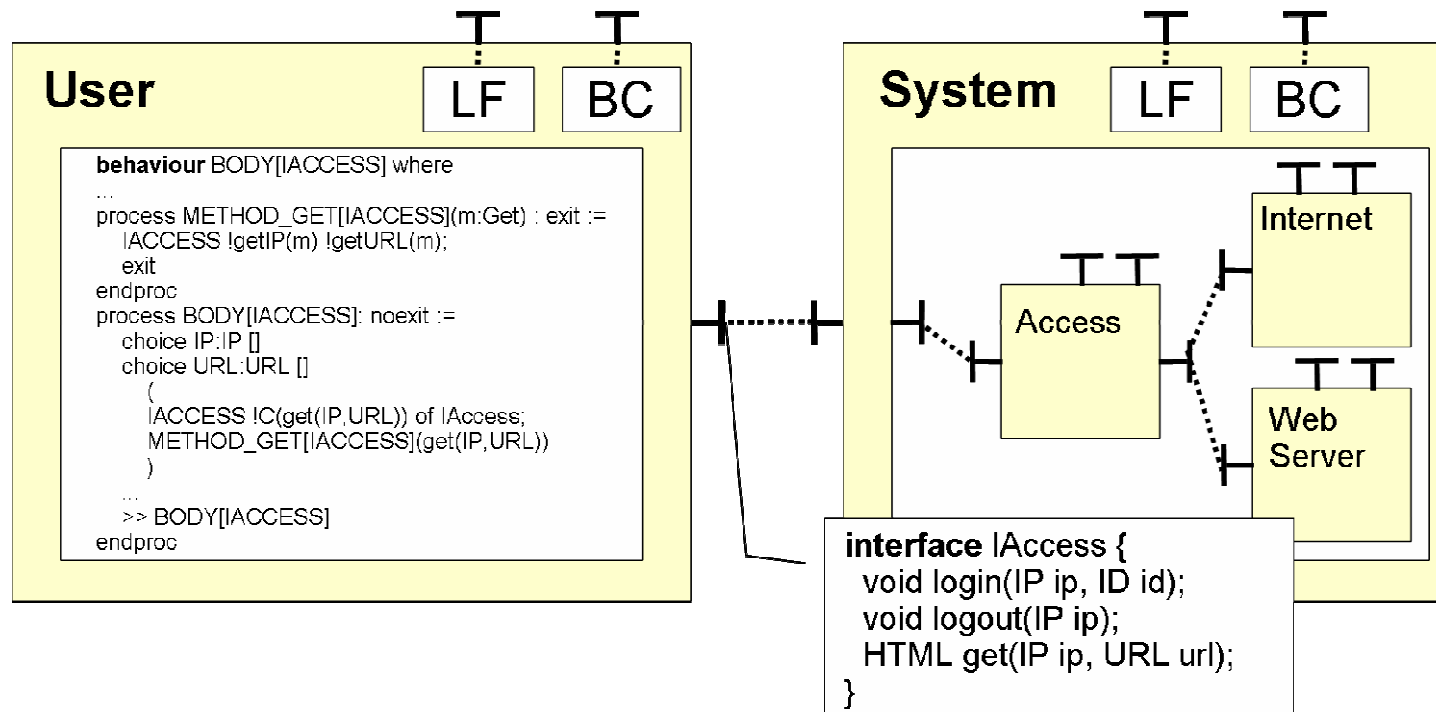 User
LF
BC
behaviour BODY[IACCESS] where
...
process METHOD_GET[IACCESS](m:Get) : exit :=
IACCESS !getIP(m) !getURL(m);
exit
endproc
process BODY[IACCESS]: noexit :=
choice IP:IP []
choice URL:URL []
(
IACCESS !C(get(IP,URL)) of IAccess;
METHOD_GET[IACCESS](get(IP,URL))
)
...
>> BODY[IACCESS]
endproc
System
LF
BC
Access
Internet
Web
Server
interface IAccess {
void login(IP ip, ID id);
void logout(IP ip);
HTML get(IP ip, URL url);
}